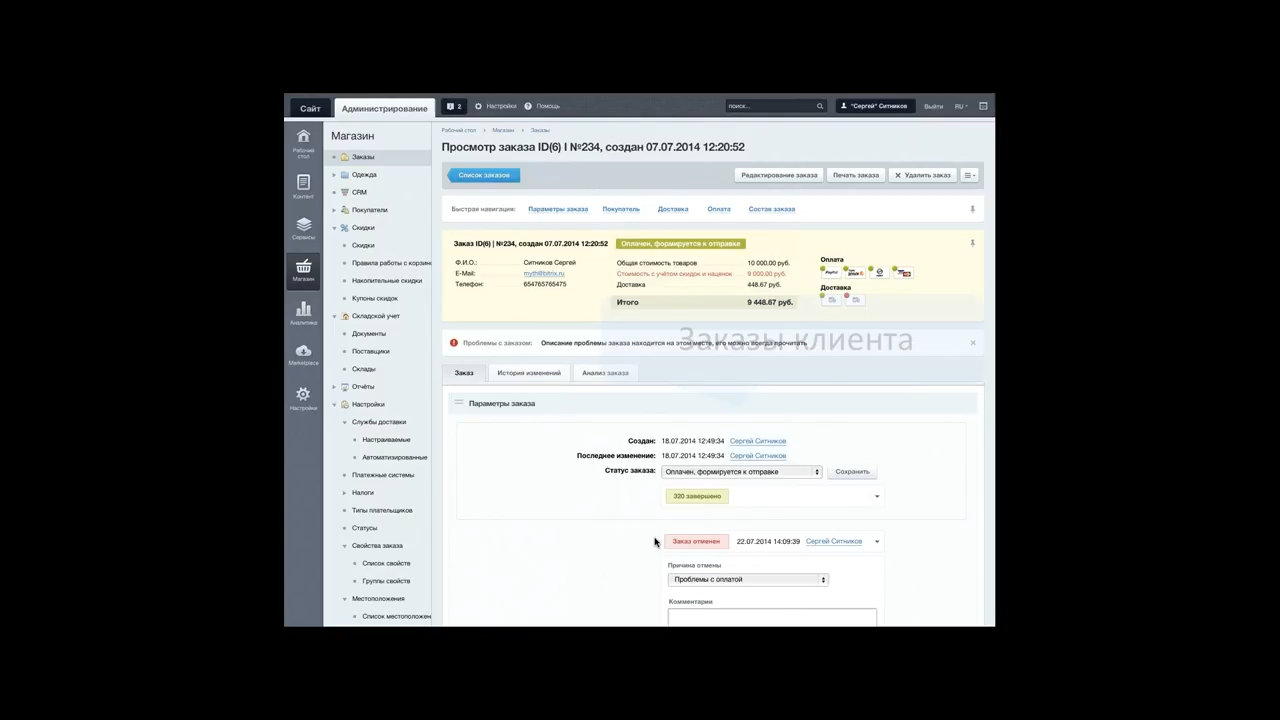 Сайт Администрирование 2 Настройки Помощь поиск... "Сергей" Ситников Выйти RU
Рабочий стол
Контент
Сервисы
Магазин
Аналитика
Marketplace
Настройки
Магазин
Заказы
Одежда
CRM
Покупатели
Скидки
Скидки
Правила работы с корзин
Накопительные скидки
Купоны скидок
Складской учет
Документы
Поставщики
Склады
Отчёты
Настройки
Службы доставки
Настраиваемые
Автоматизированные
Платежные системы
Налоги
Типы плательщиков
Статусы
Свойства заказа
Список свойств
Группы свойств
Местоположения
Список местоположен
Рабочий стол Магазин Заказы
Просмотр заказа ID(6) I №234, создан 07.07.2014 12:20:52
Список заказов Редактирование заказа Печать заказа Удалить заказ
Быстрая навигация: Параметры заказа Покупатель Доставка Оплата Состав заказа
Заказ ID(6) I №234, создан 07.07.2014 12:20:52 Оплачен, формируется к отправке
Ф.И.О.: Ситников Сергей
E-Mail: myth@bitrix.ru
Телефон: 654765765475
Общая стоимость товаров 10 000.00 руб.
Стоимость с учётом скидок и наценок 9 000.00 руб.
Доставка 448.67 руб.
Итого 9 448.67 руб.
Оплата
PayPal
Доставка
Проблемы с заказом: Описание проблемы заказа находится на этом месте, его можно всегда прочитать
Заказы клиента
Заказ История изменений Анализ заказа
Параметры заказа
Создан: 18.07.2014 12:49:34 Сергей Ситников
Последнее изменение: 18.07.2014 12:49:34 Сергей Ситников
Статус заказа: Оплачен, формируется к отправке Сохранить
320 завершено
Заказ отменен 22.07.2014 14:09:39 Сергей Ситников
Причина отмены
Проблемы с оплатой
Комментарии